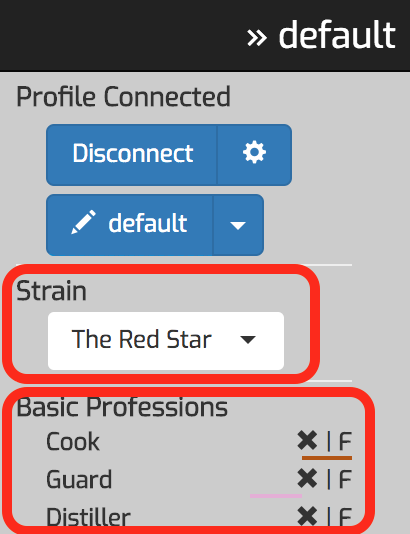 » default
Profile Connected
Disconnect
default
Strain
The Red Star
Basic Professions
Cook ✖ | F
Guard ✖ | F
Distiller ✖ | F